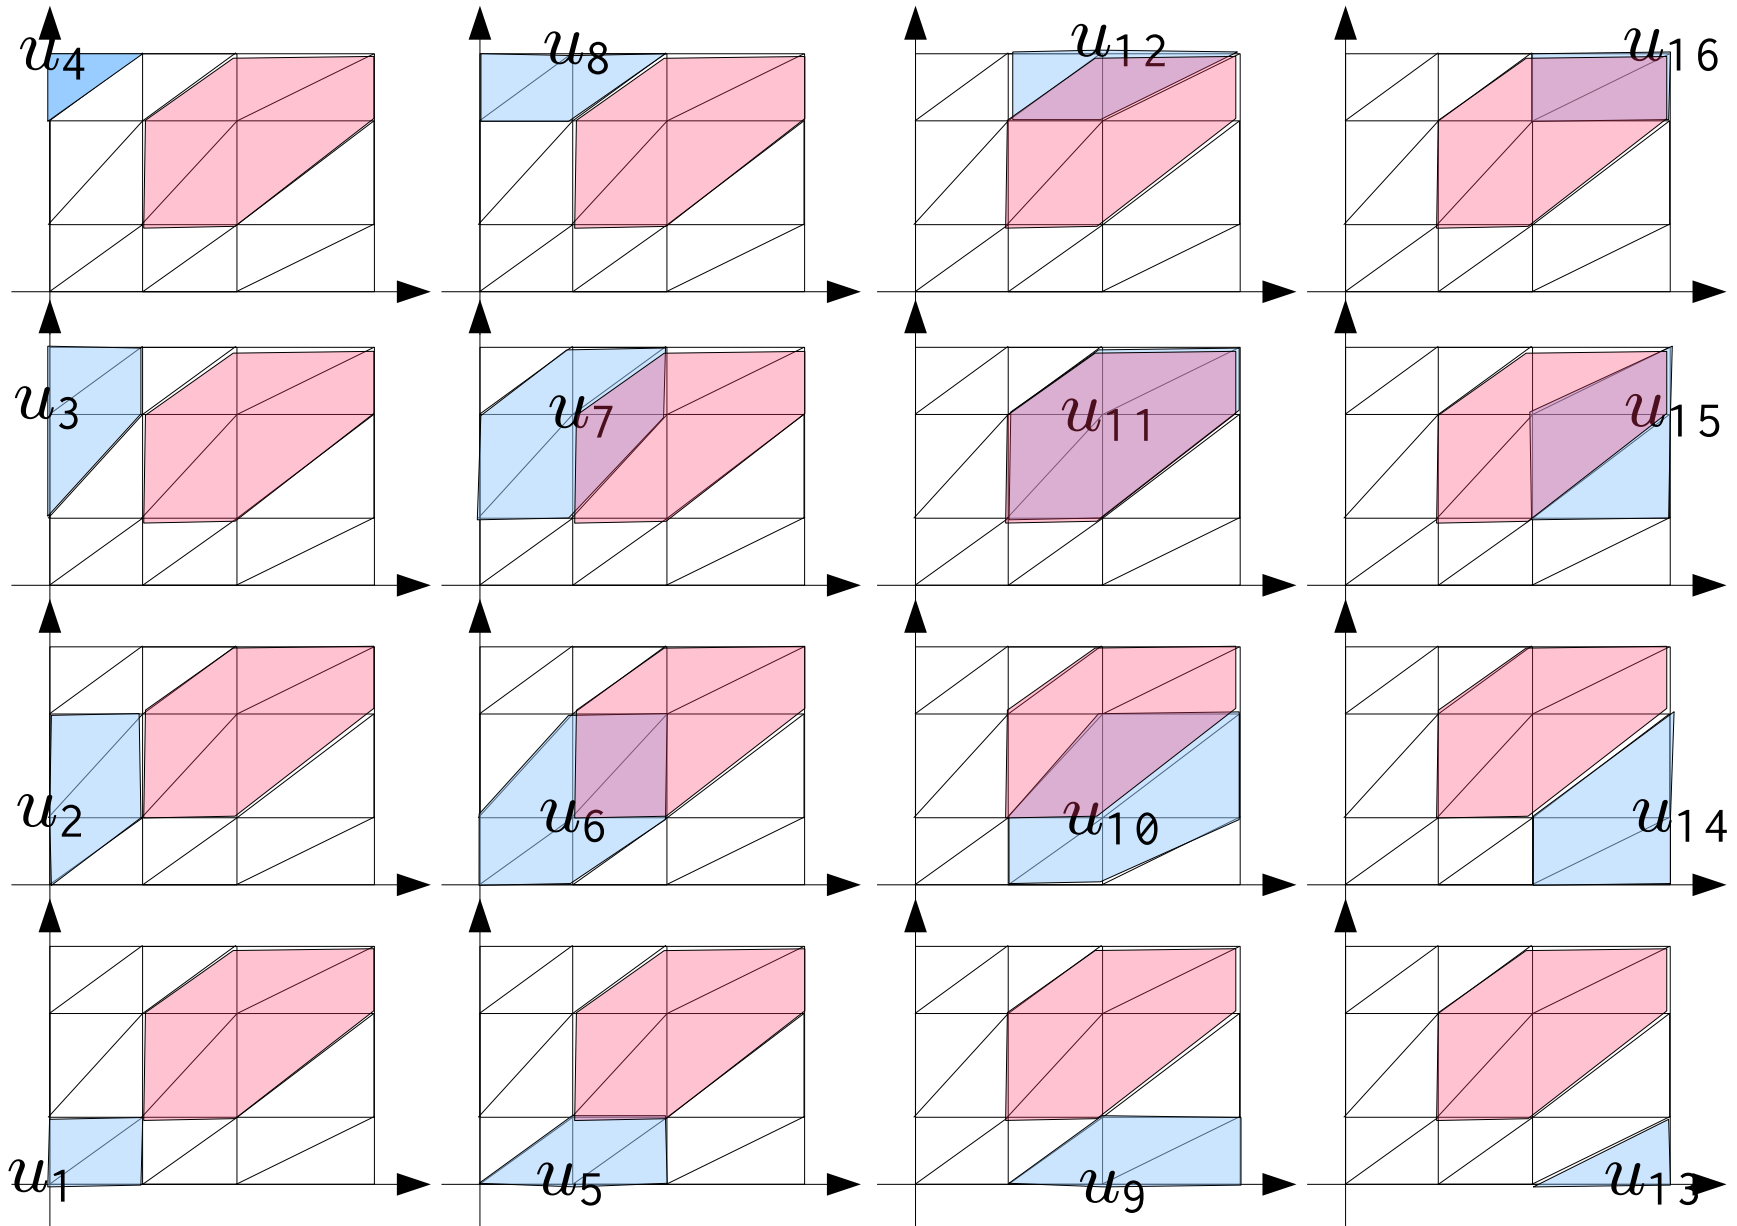 u₄ u₈ u₁₂ u₁₆
u₃ u₇ u₁₁ u₁₅
u₂ u₆ u₁₀ u₁₄
u₁ u₅ u₉ u₁₃